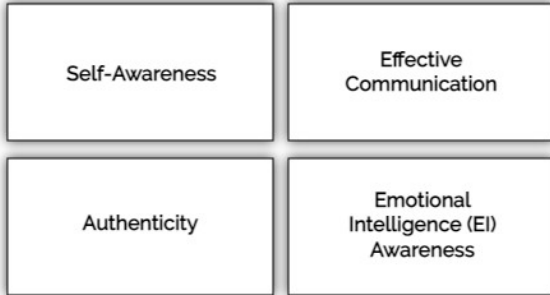 Self-Awareness
Effective
Communication
Authenticity
Emotional
Intelligence (EI)
Awareness